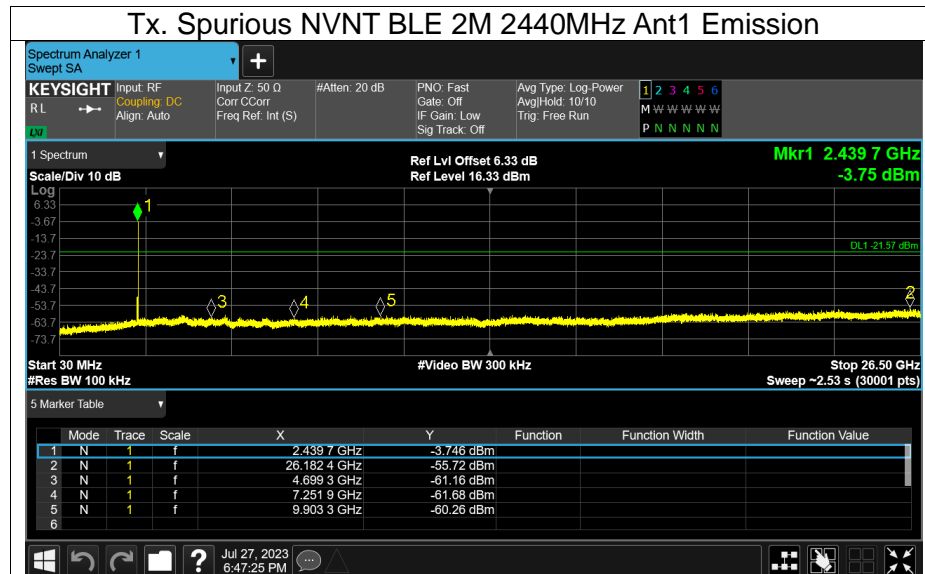 Tx. Spurious NVNT BLE 2M 2440MHz Ant1 Emission
Spectrum Analyzer 1
Swept SA
+
KEYSIGHT
R L
LXI
Input: RF
Coupling: DC
Align: Auto
Input Z: 50 Ω
Corr CCorr
Freq Ref: Int (S)
#Atten: 20 dB
PNO: Fast
Gate: Off
IF Gain: Low
Sig Track: Off
Avg Type: Log-Power
Avg|Hold: 10/10
Trig: Free Run
1 2 3 4 5 6
M W W W W W
P N N N N N
1 Spectrum
Scale/Div 10 dB
Ref Lvl Offset 6.33 dB
Ref Level 16.33 dBm
Mkr1 2.439 7 GHz
-3.75 dBm
Log
6.33
-3.67
-13.7
-23.7
-33.7
-43.7
-53.7
-63.7
-73.7
DL1 -21.57 dBm
1
2
3
4
5
Start 30 MHz
#Res BW 100 kHz
#Video BW 300 kHz
Stop 26.50 GHz
Sweep ~2.53 s (30001 pts)
5 Marker Table
Mode Trace Scale X Y Function Function Width Function Value
1 N 1 f 2.439 7 GHz -3.746 dBm
2 N 1 f 26.182 4 GHz -55.72 dBm
3 N 1 f 4.699 3 GHz -61.16 dBm
4 N 1 f 7.251 9 GHz -61.68 dBm
5 N 1 f 9.903 3 GHz -60.26 dBm
6
?
Jul 27, 2023
6:47:25 PM